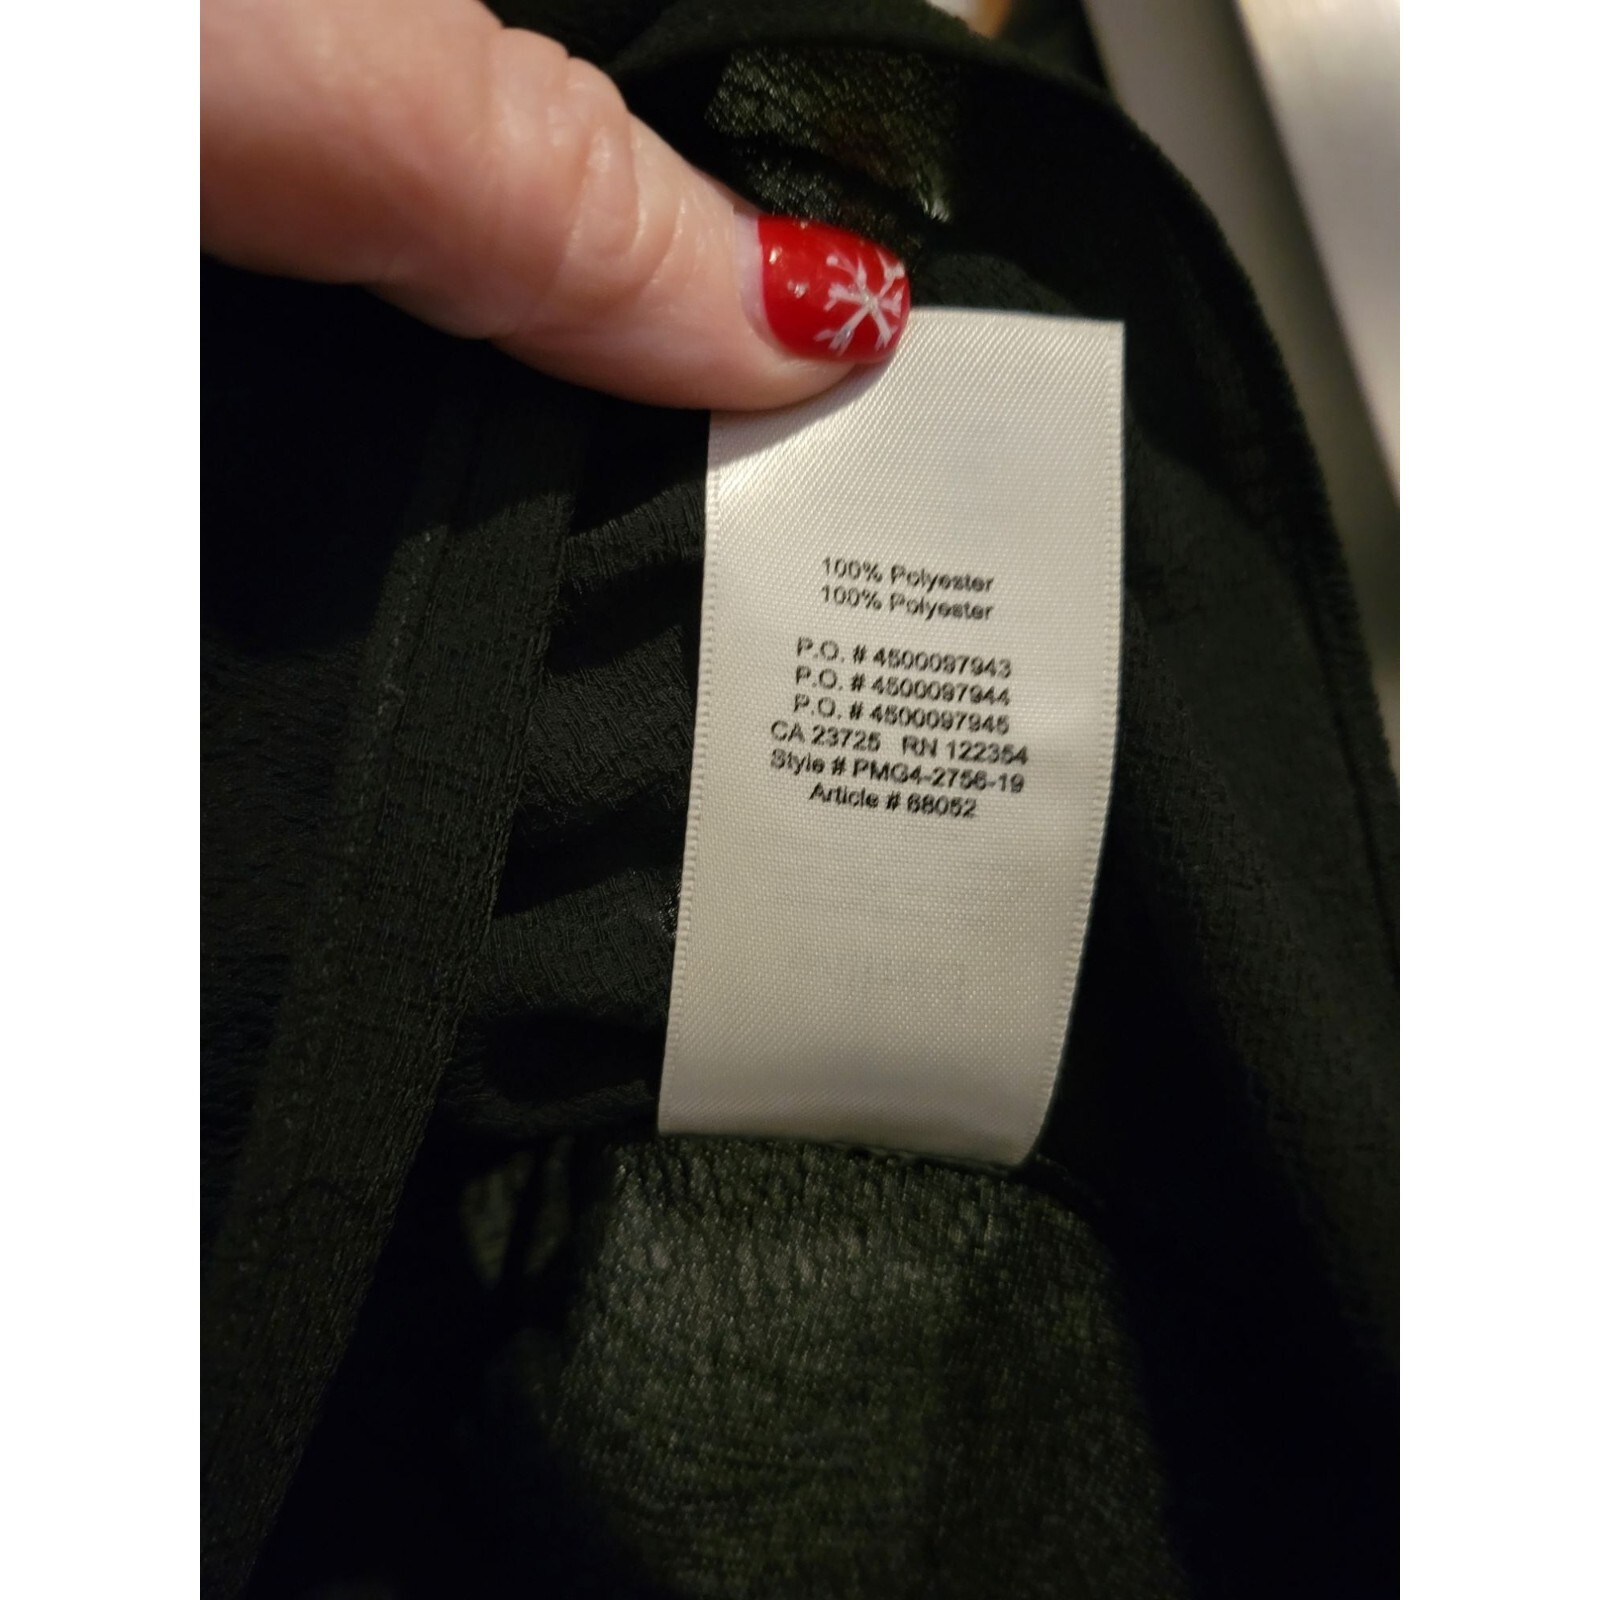 100% Polyester
100% Polyester
P.O. # 4500097943
P.O. # 4500097944
P.O. # 4500097945
CA 23725 RN 122354
Style # PMG4-2756-19
Article # 68052